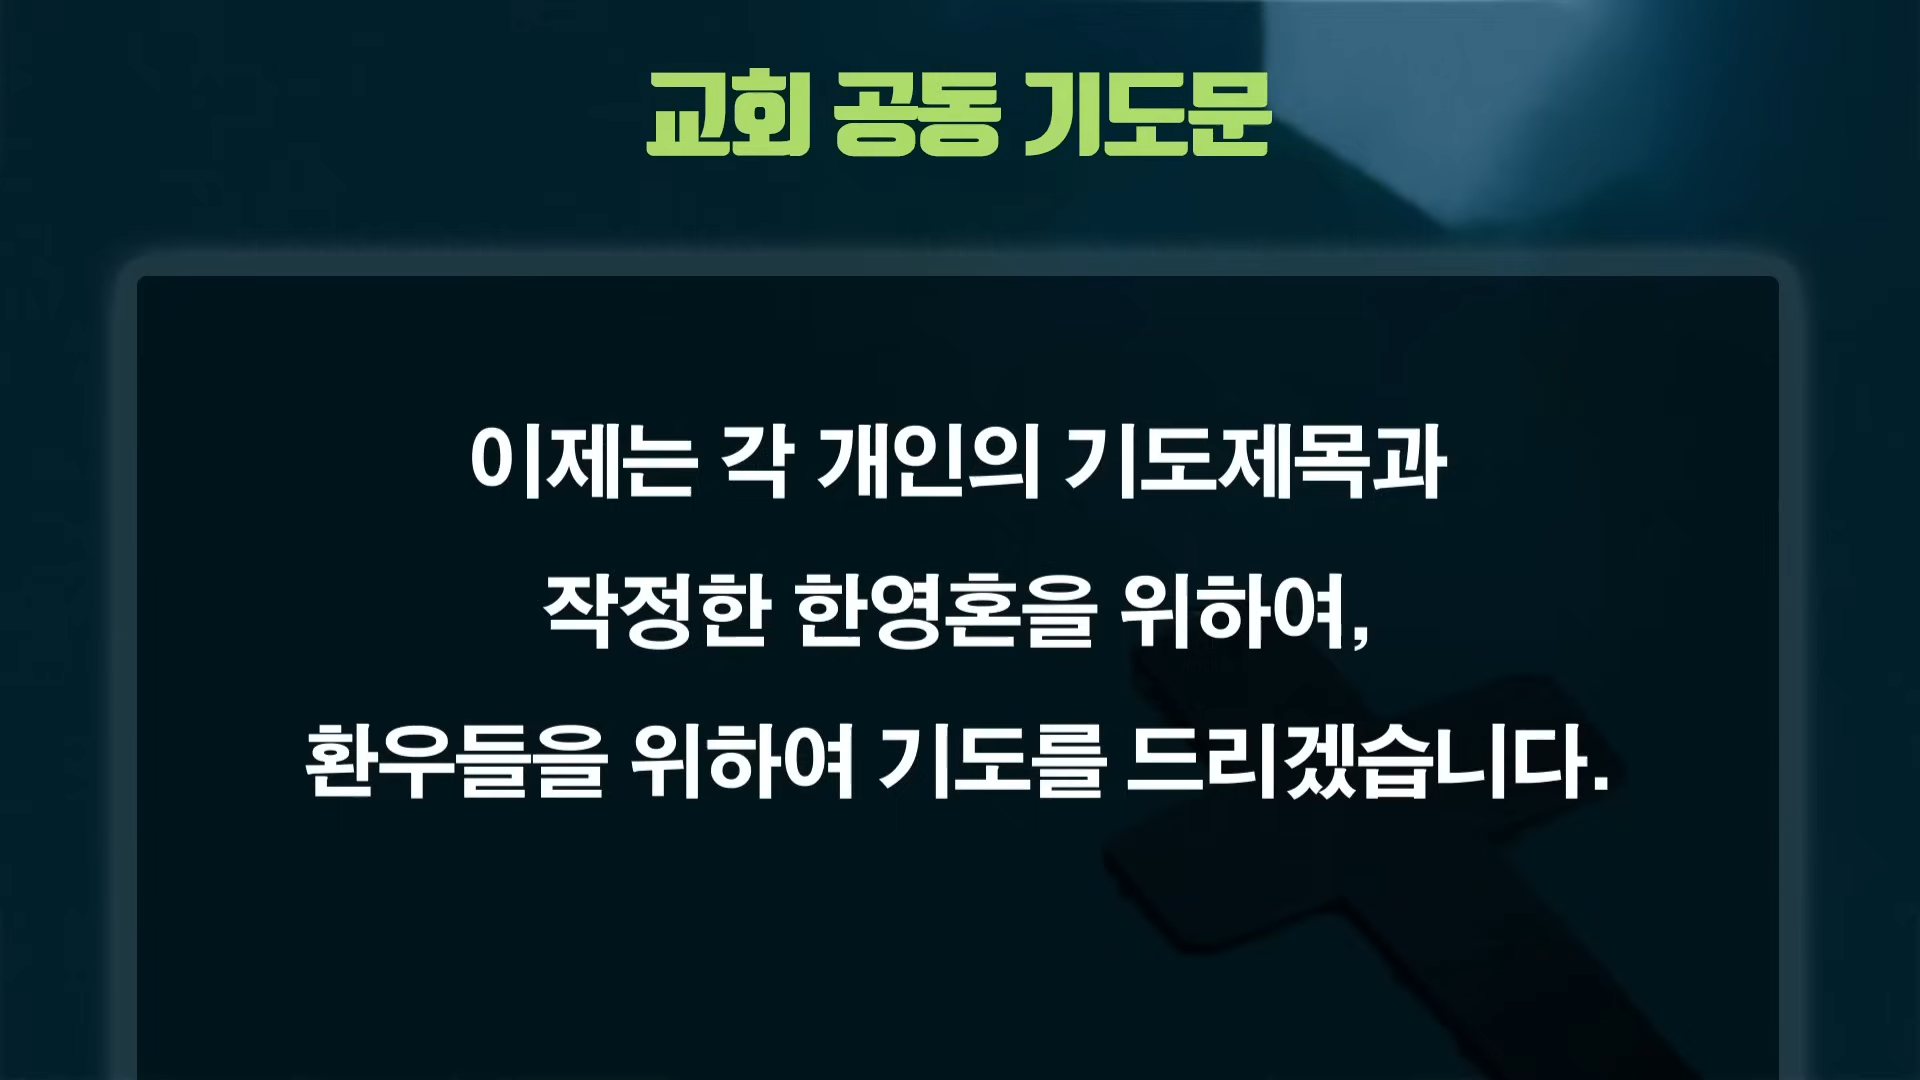 교회 공동 기도문
이제는 각 개인의 기도제목과
작정한 한영혼을 위하여,
환우들을 위하여 기도를 드리겠습니다.